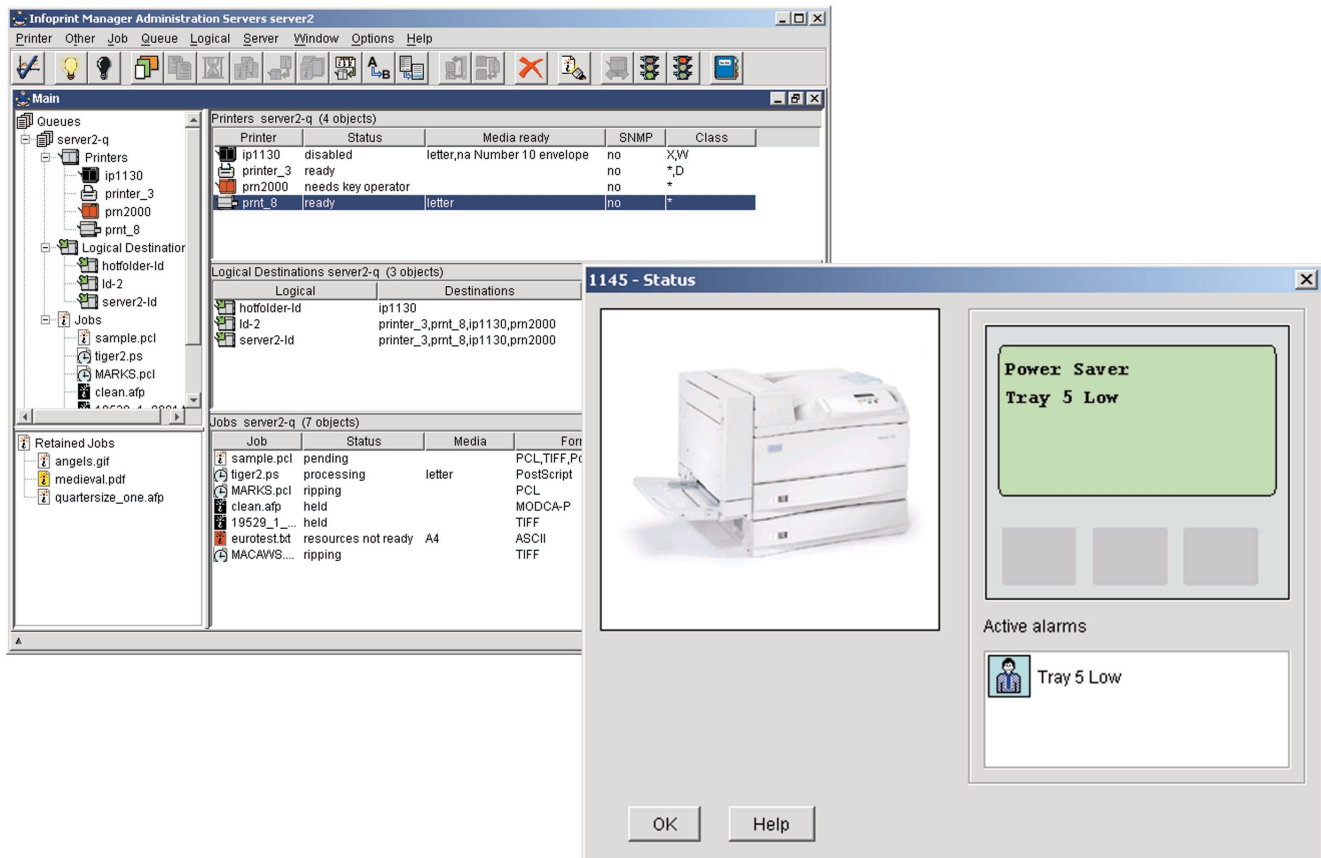 Infoprint Manager Administration Servers server2
Printer Other Job Queue Logical Server Window Options Help
Main
Queues
server2-q
Printers
ip1130
printer_3
prn2000
prnt_8
Logical Destination
hotfolder-ld
ld-2
server2-ld
Jobs
sample.pcl
tiger2.ps
MARKS.pcl
clean.afp
Retained Jobs
angels.gif
medieval.pdf
quartersize_one.afp
Printers server2-q (4 objects)
Printer Status Media ready SNMP Class
ip1130 disabled letter,na Number 10 envelope no X,W
printer_3 ready no *,D
prn2000 needs key operator no *
prnt_8 ready letter no *
Logical Destinations server2-q (3 objects)
Logical Destinations
hotfolder-ld ip1130
ld-2 printer_3,prnt_8,ip1130,prn2000
server2-ld printer_3,prnt_8,ip1130,prn2000
Jobs server2-q (7 objects)
Job Status Media
sample.pcl pending PCL,TIFF,
tiger2.ps processing letter PostScript
MARKS.pcl ripping PCL
clean.afp held MODCA-P
19529_1_... held TIFF
eurotest.txt resources not ready A4 ASCII
MACAWS.... ripping TIFF
1145 - Status
Power Saver
Tray 5 Low
Active alarms
Tray 5 Low
OK Help